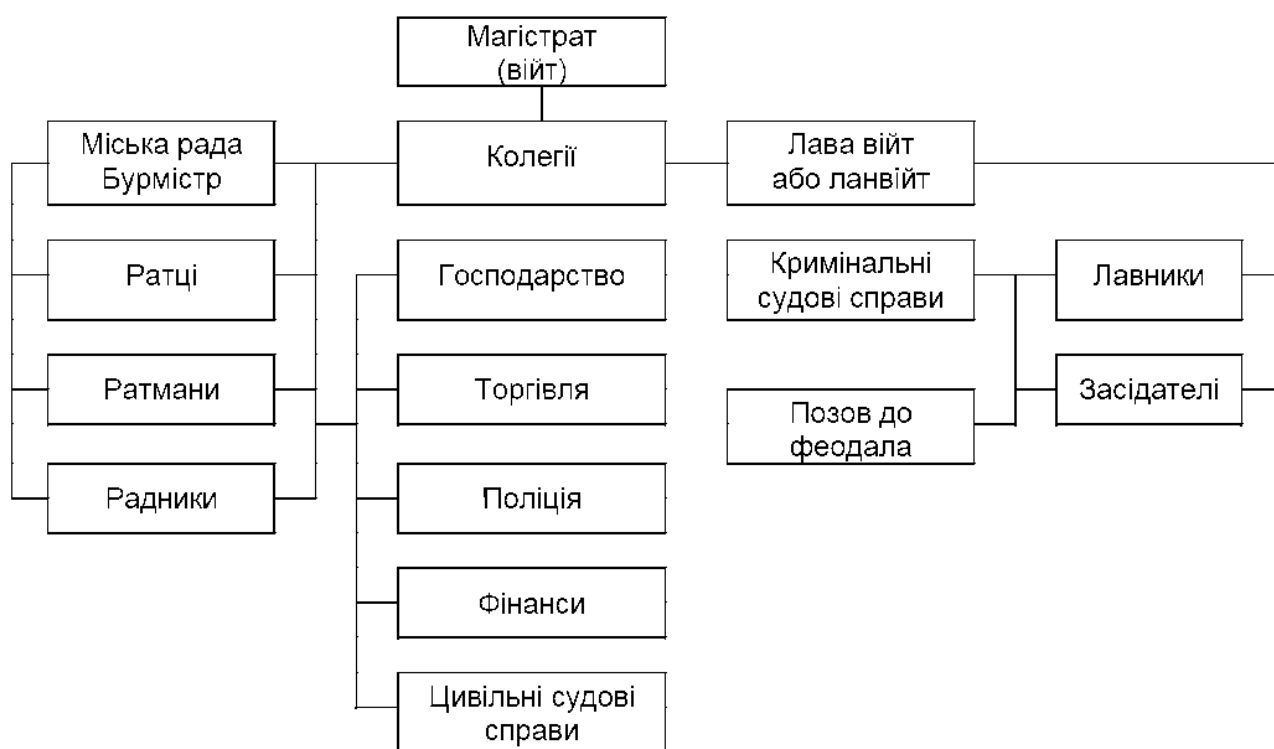 Магістрат
(війт)
Міська рада
Бурмістр
Колегії
Лава війт
або ланвійт
Ратці
Господарство
Кримінальні
судові справи
Лавники
Ратмани
Торгівля
Позов до
феодала
Засідателі
Радники
Поліція
Фінанси
Цивільні судові
справи